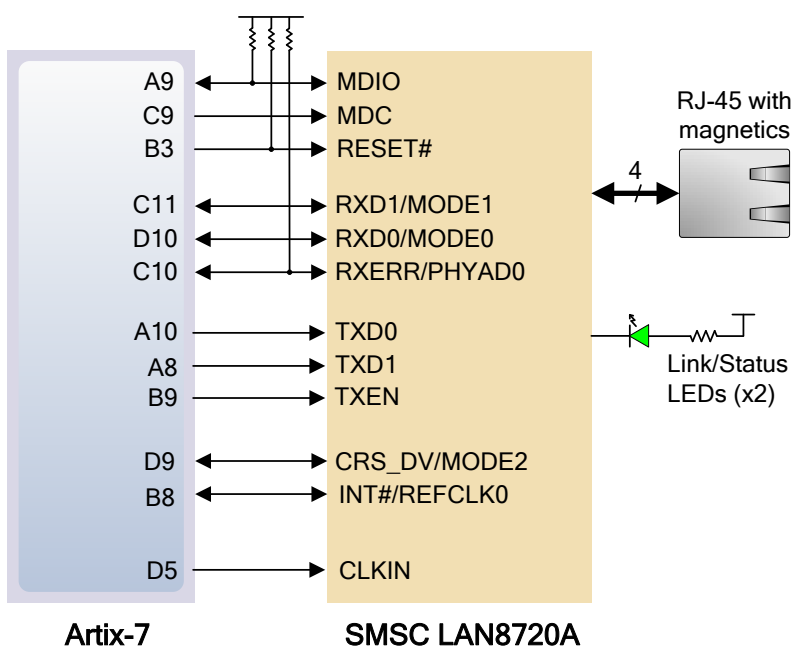 A9 MDIO
C9 MDC
B3 RESET#
C11 RXD1/MODE1
D10 RXD0/MODE0
C10 RXERR/PHYAD0
A10 TXD0
A8 TXD1
B9 TXEN
D9 CRS_DV/MODE2
B8 INT#/REFCLK0
D5 CLKIN
RJ-45 with
magnetics
4
Link/Status
LEDs (x2)
Artix-7
SMSC LAN8720A